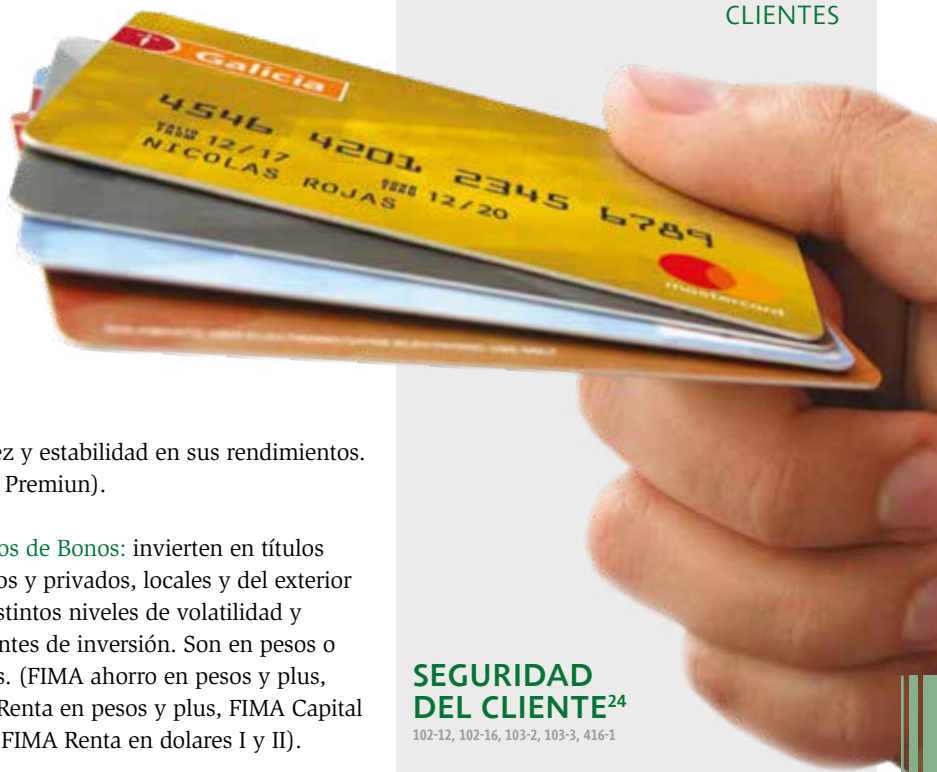 CLIENTES
Galicia
4546 4201 2345 6789
VALID FROM 12/17
12/20
NICOLAS ROJAS
mastercard
ez y estabilidad en sus rendimientos.
Premiun).
os de Bonos: invierten en títulos
os y privados, locales y del exterior
stintos niveles de volatilidad y
ntes de inversión. Son en pesos o
s. (FIMA ahorro en pesos y plus,
Renta en pesos y plus, FIMA Capital
FIMA Renta en dolares I y II).
SEGURIDAD
DEL CLIENTE24
102-12, 102-16, 103-2, 103-3, 416-1